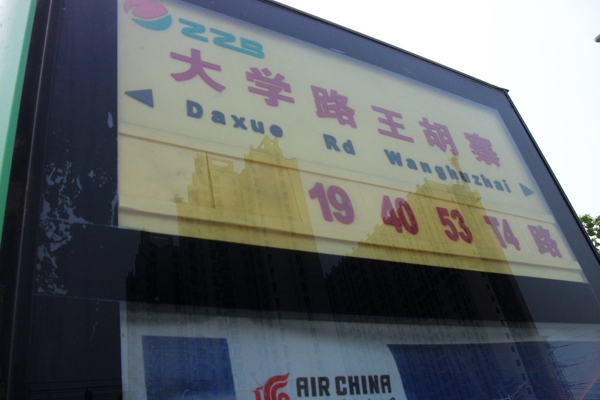 ZZB
大学路王胡寨
Daxue Rd Wanghuzhai
19 40 53 T4 路
AIR CHINA